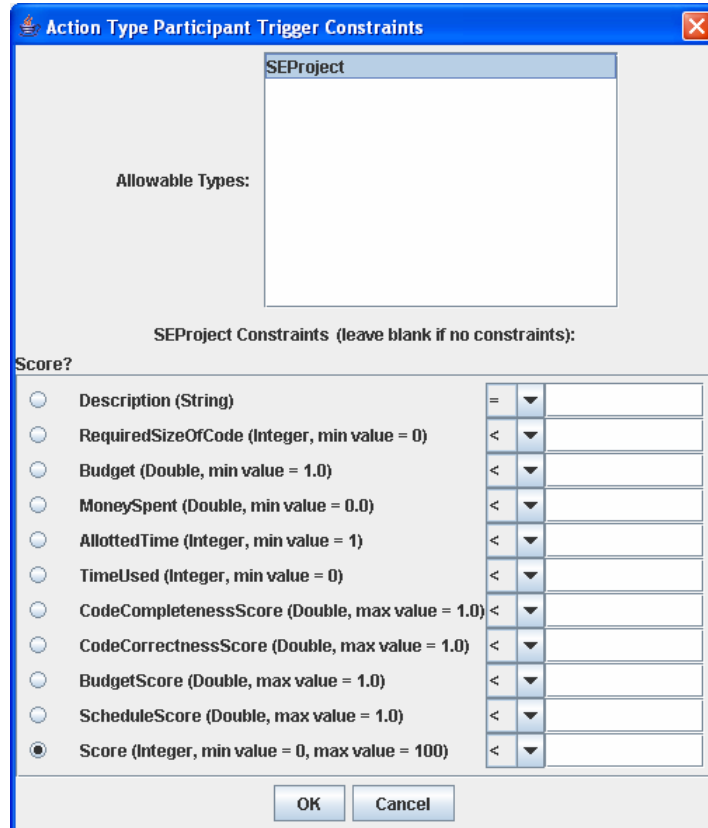 Action Type Participant Trigger Constraints
SEProject
Allowable Types:
SEProject Constraints (leave blank if no constraints):
Score?
Description (String) =
RequiredSizeOfCode (Integer, min value = 0) <
Budget (Double, min value = 1.0) <
MoneySpent (Double, min value = 0.0) <
AllottedTime (Integer, min value = 1) <
TimeUsed (Integer, min value = 0) <
CodeCompletenessScore (Double, max value = 1.0) <
CodeCorrectnessScore (Double, max value = 1.0) <
BudgetScore (Double, max value = 1.0) <
ScheduleScore (Double, max value = 1.0) <
Score (Integer, min value = 0, max value = 100) <
OK Cancel